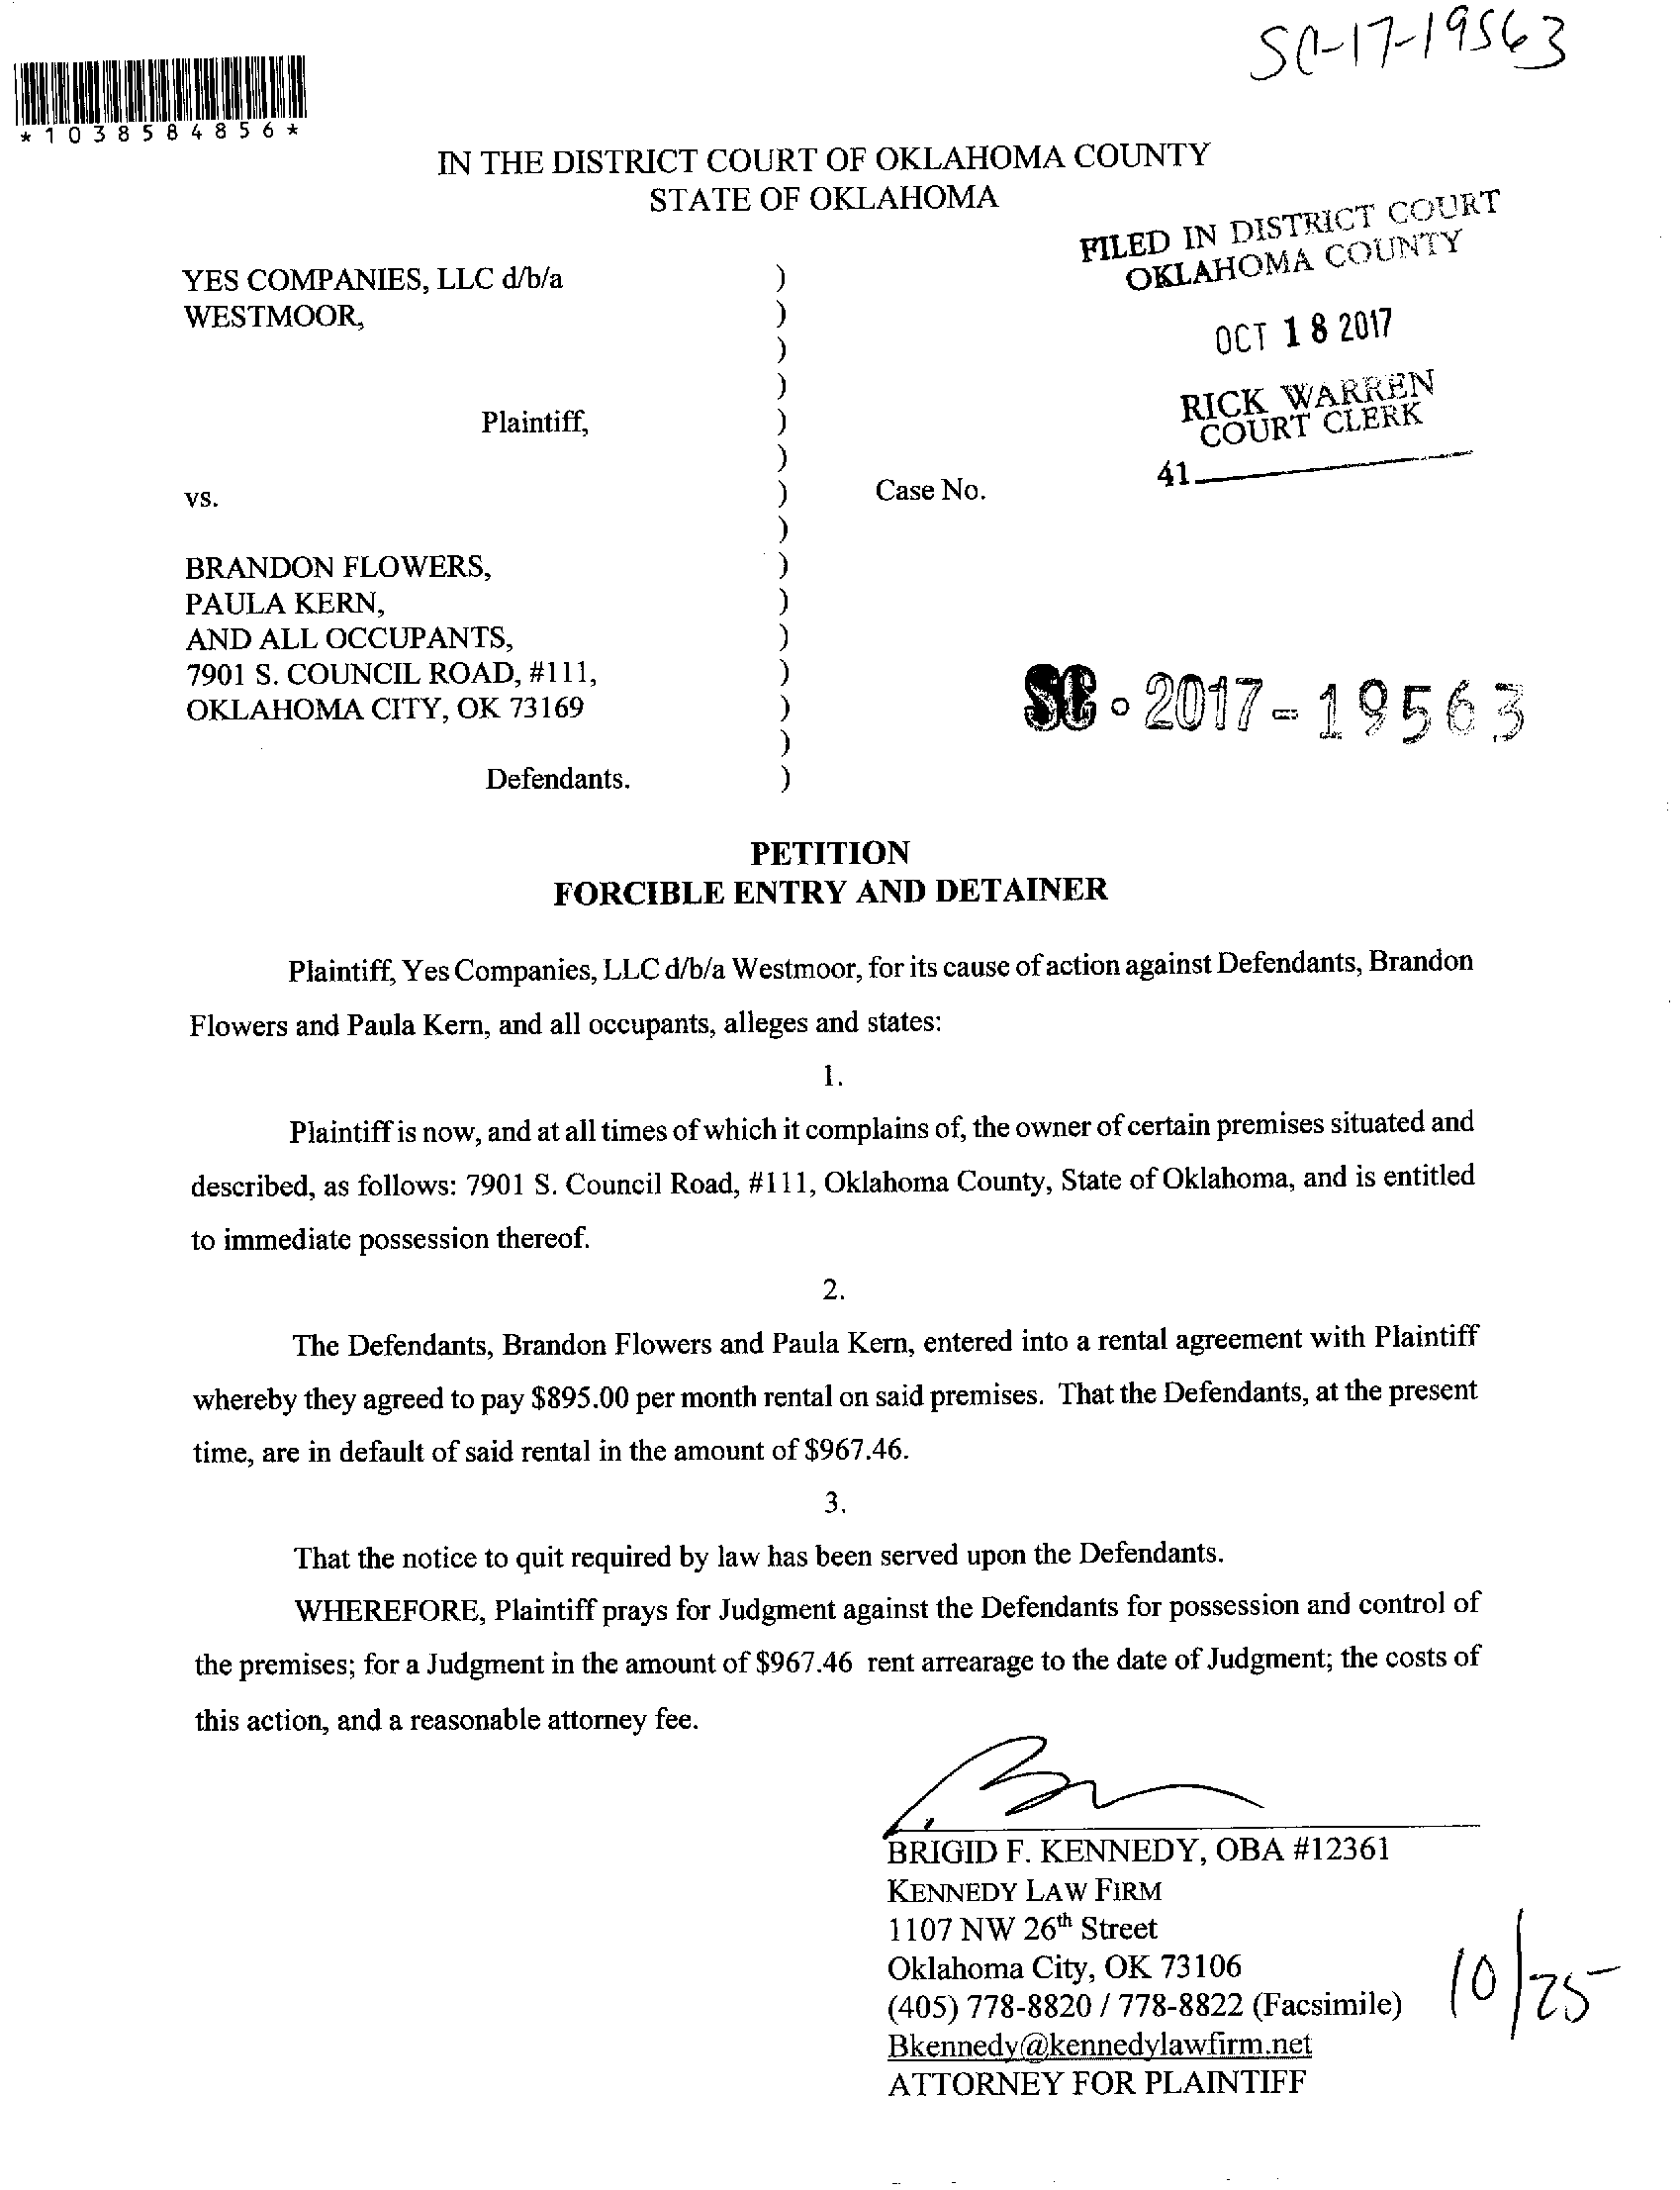 SC-17-19563
*1038584856*
IN THE DISTRICT COURT OF OKLAHOMA COUNTY
STATE OF OKLAHOMA
FILED IN DISTRICT COURT
OKLAHOMA COUNTY
OCT 18 2017
RICK WARREN
COURT CLERK
41
YES COMPANIES, LLC d/b/a )
WESTMOOR, )
)
)
Plaintiff, )
)
vs. ) Case No.
)
BRANDON FLOWERS, )
PAULA KERN, )
AND ALL OCCUPANTS, )
7901 S. COUNCIL ROAD, #111, )
OKLAHOMA CITY, OK 73169 )
)
Defendants. )
SC-2017-19563
PETITION
FORCIBLE ENTRY AND DETAINER
Plaintiff, Yes Companies, LLC d/b/a Westmoor, for its cause of action against Defendants, Brandon
Flowers and Paula Kern, and all occupants, alleges and states:
1.
Plaintiff is now, and at all times of which it complains of, the owner of certain premises situated and
described, as follows: 7901 S. Council Road, #111, Oklahoma County, State of Oklahoma, and is entitled
to immediate possession thereof.
2.
The Defendants, Brandon Flowers and Paula Kern, entered into a rental agreement with Plaintiff
whereby they agreed to pay $895.00 per month rental on said premises. That the Defendants, at the present
time, are in default of said rental in the amount of $967.46.
3.
That the notice to quit required by law has been served upon the Defendants.
WHEREFORE, Plaintiff prays for Judgment against the Defendants for possession and control of
the premises; for a Judgment in the amount of $967.46 rent arrearage to the date of Judgment; the costs of
this action, and a reasonable attorney fee.
BRIGID F. KENNEDY, OBA #12361
KENNEDY LAW FIRM
1107 NW 26th Street
Oklahoma City, OK 73106
(405) 778-8820 / 778-8822 (Facsimile)
Bkennedy@kennedylawfirm.net
ATTORNEY FOR PLAINTIFF
10/25